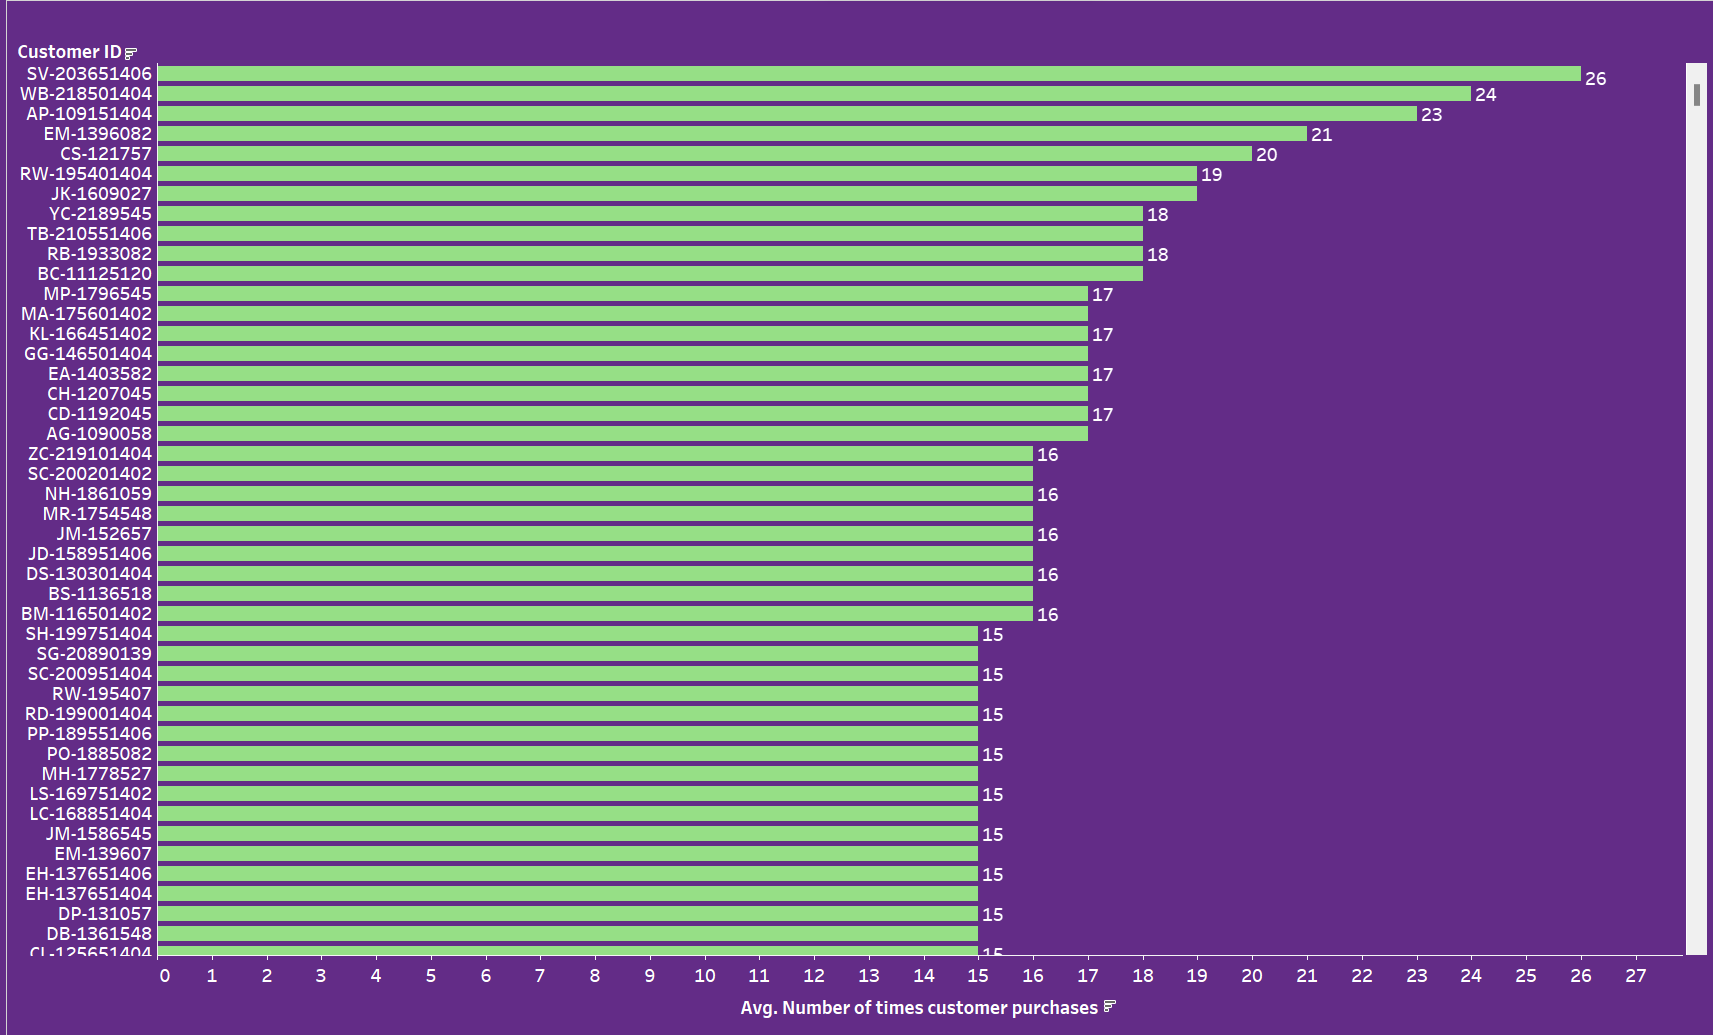 Customer ID
SV-203651406 26
WB-218501404 24
AP-109151404 23
EM-1396082 21
CS-121757 20
RW-195401404 19
JK-1609027
YC-2189545 18
TB-210551406
RB-1933082 18
BC-11125120
MP-1796545 17
MA-175601402
KL-166451402 17
GG-146501404
EA-1403582 17
CH-1207045
CD-1192045 17
AG-1090058
ZC-219101404 16
SC-200201402
NH-1861059 16
MR-1754548
JM-152657 16
JD-158951406
DS-130301404 16
BS-1136518
BM-116501402 16
SH-199751404 15
SG-20890139
SC-200951404 15
RW-195407
RD-199001404 15
PP-189551406
PO-1885082 15
MH-1778527
LS-169751402 15
LC-168851404
JM-1586545 15
EM-139607
EH-137651406 15
EH-137651404
DP-131057 15
DB-1361548
CL-125651404 15
0 1 2 3 4 5 6 7 8 9 10 11 12 13 14 15 16 17 18 19 20 21 22 23 24 25 26 27
Avg. Number of times customer purchases